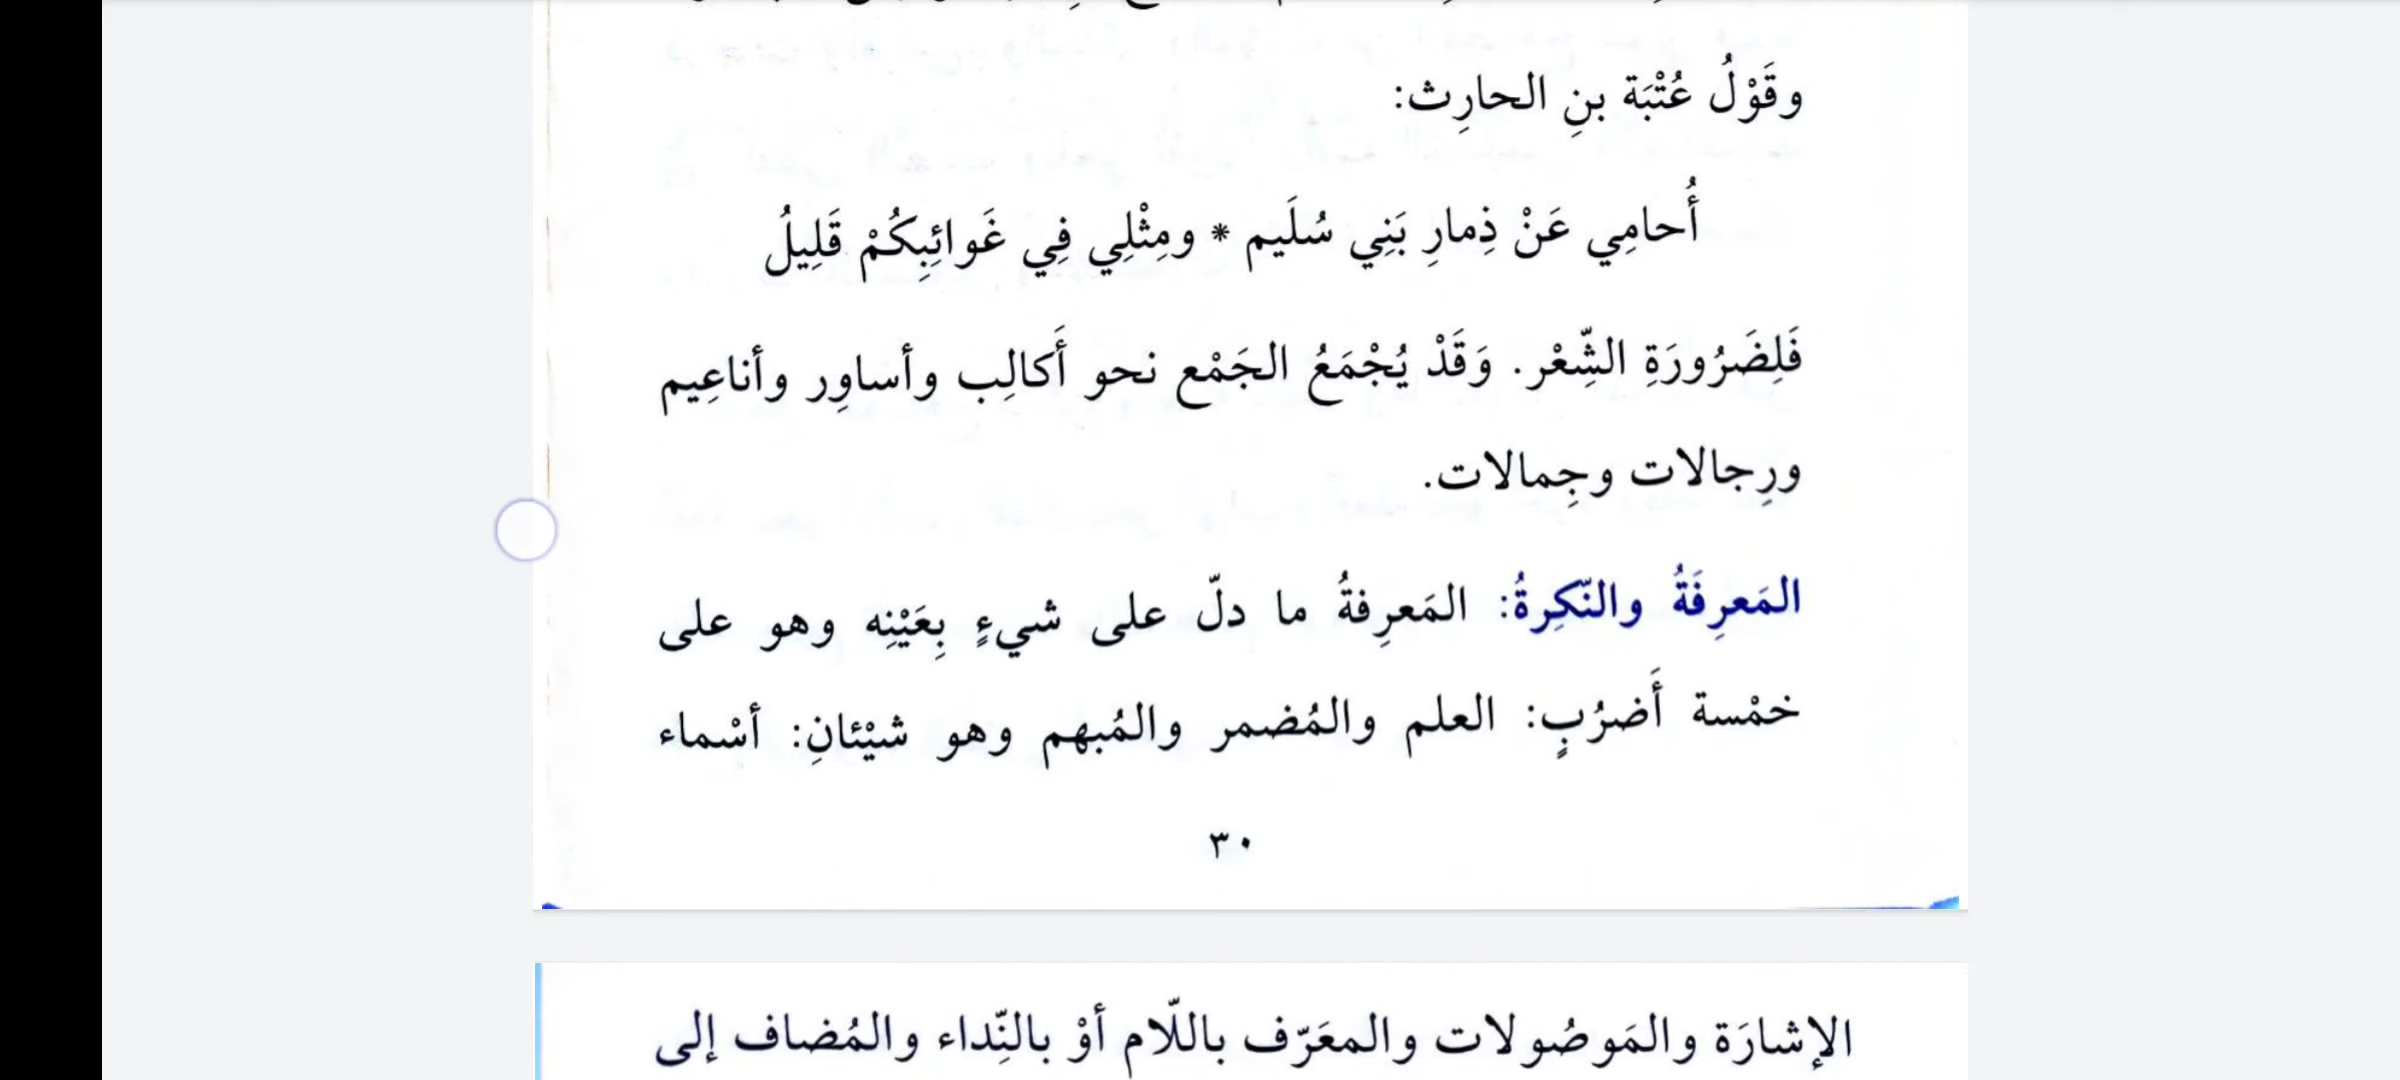 وقَوْلُ عُتْبَة بنِ الحارِث:
أُحامِي عَنْ ذِمارِ بَنِي سُلَيم * ومِثْلِي فِي غَوائِبِكُمْ قَلِيلُ
فَلِضَرُورَةِ الشِّعْر. وَقَدْ يُجْمَعُ الجَمْع نحو أَكالِب وأساوِر وأناعِيم
ورِجالات وجِمالات.
المَعرِفَةُ والنّكِرةُ: المَعرِفةُ ما دلّ على شيءٍ بِعَيْنِه وهو على
خمْسة أَضرُبٍ: العلم والمُضمر والمُبهم وهو شيْئانِ: أسْماء
٣٠
الإشارَة والمَوصُولات والمعَرّف باللّام أوْ بالنِّداء والمُضاف إلى